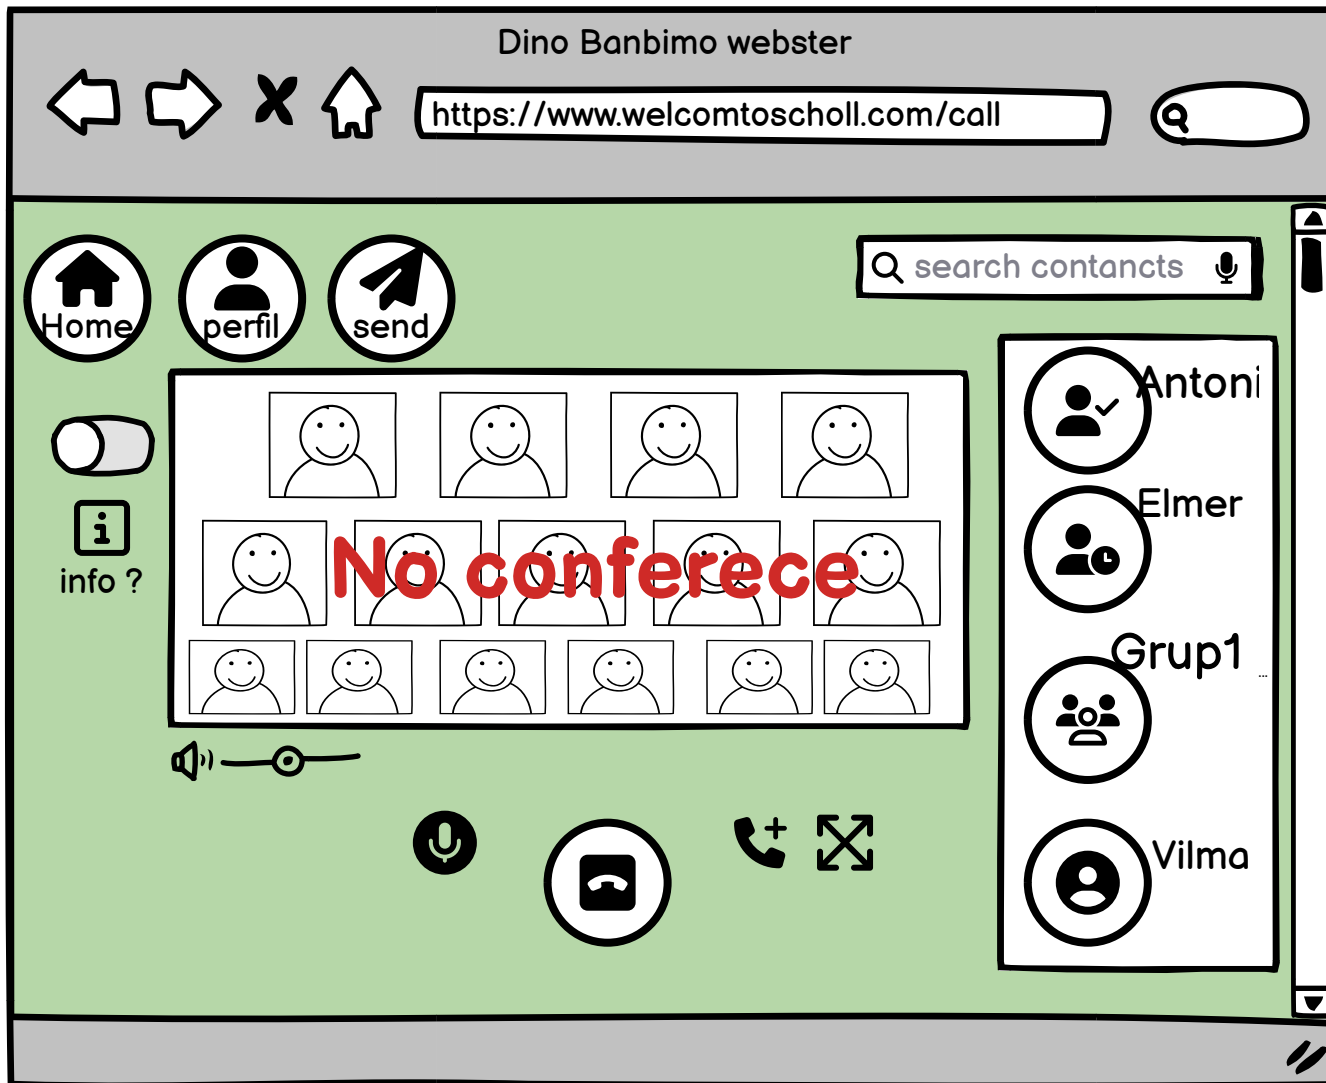 Dino Banbimo webster
https://www.welcomtoscholl.com/call
Home
perfil
send
search contancts
info ?
No conferece
Antoni
Elmer
Grup1
...
Vilma